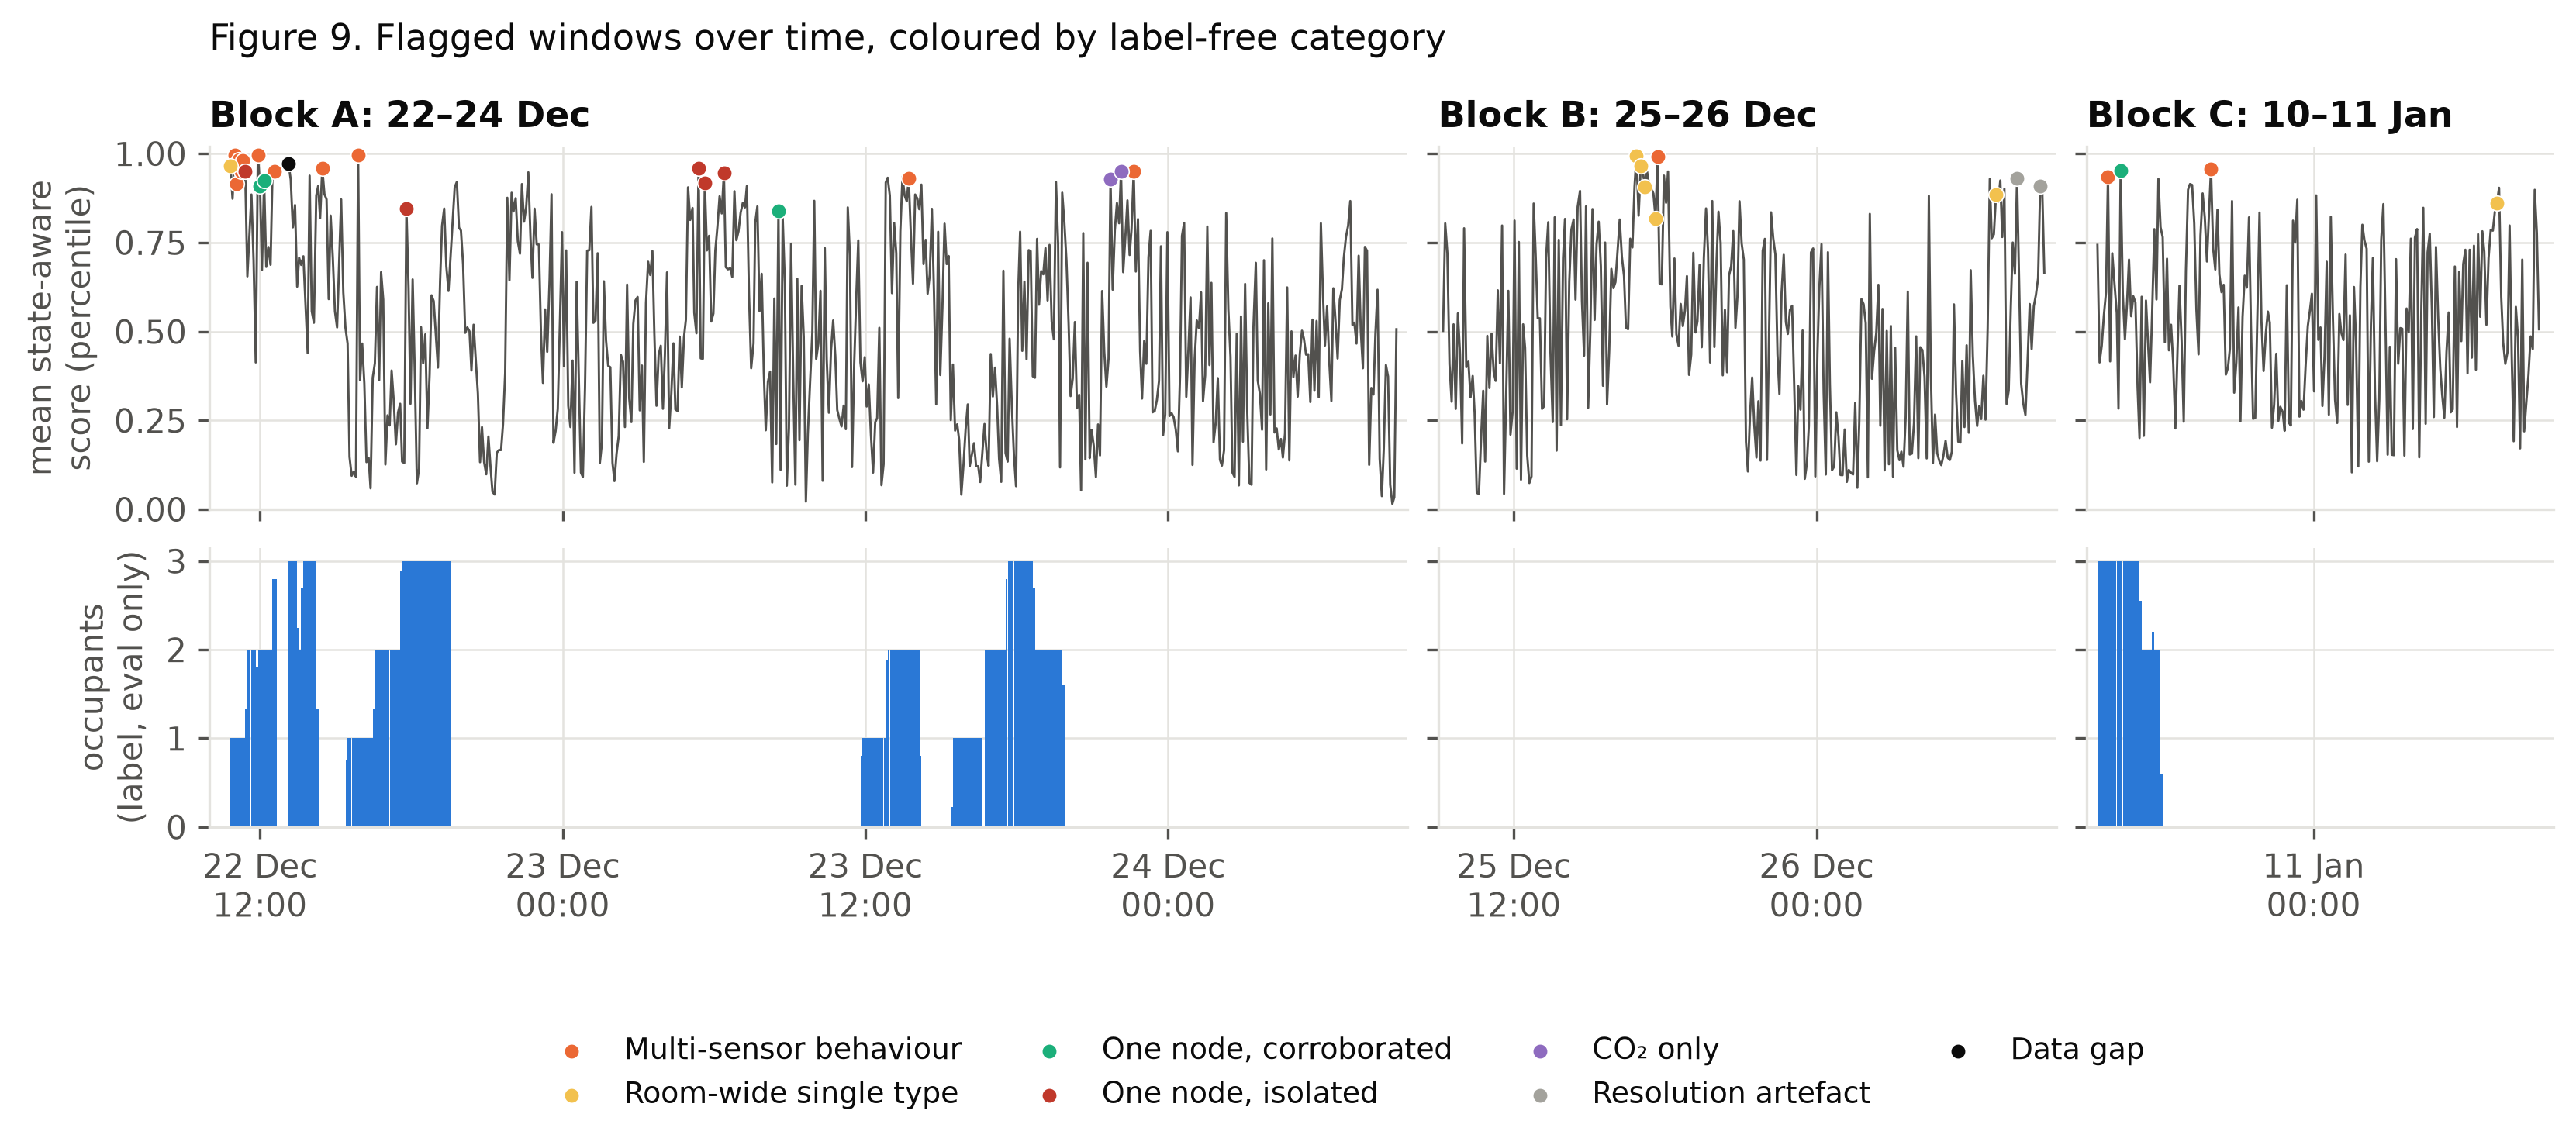 Figure 9. Flagged windows over time, coloured by label-free category
Block A: 22–24 Dec
Block B: 25–26 Dec
Block C: 10–11 Jan
mean state-aware
score (percentile)
1.00
0.75
0.50
0.25
0.00
occupants
(label, eval only)
3
2
1
0
22 Dec
12:00
23 Dec
00:00
23 Dec
12:00
24 Dec
00:00
25 Dec
12:00
26 Dec
00:00
11 Jan
00:00
Multi-sensor behaviour
Room-wide single type
One node, corroborated
One node, isolated
CO₂ only
Resolution artefact
Data gap